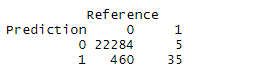 Reference
Prediction 0 1
0 22284 5
1 460 35